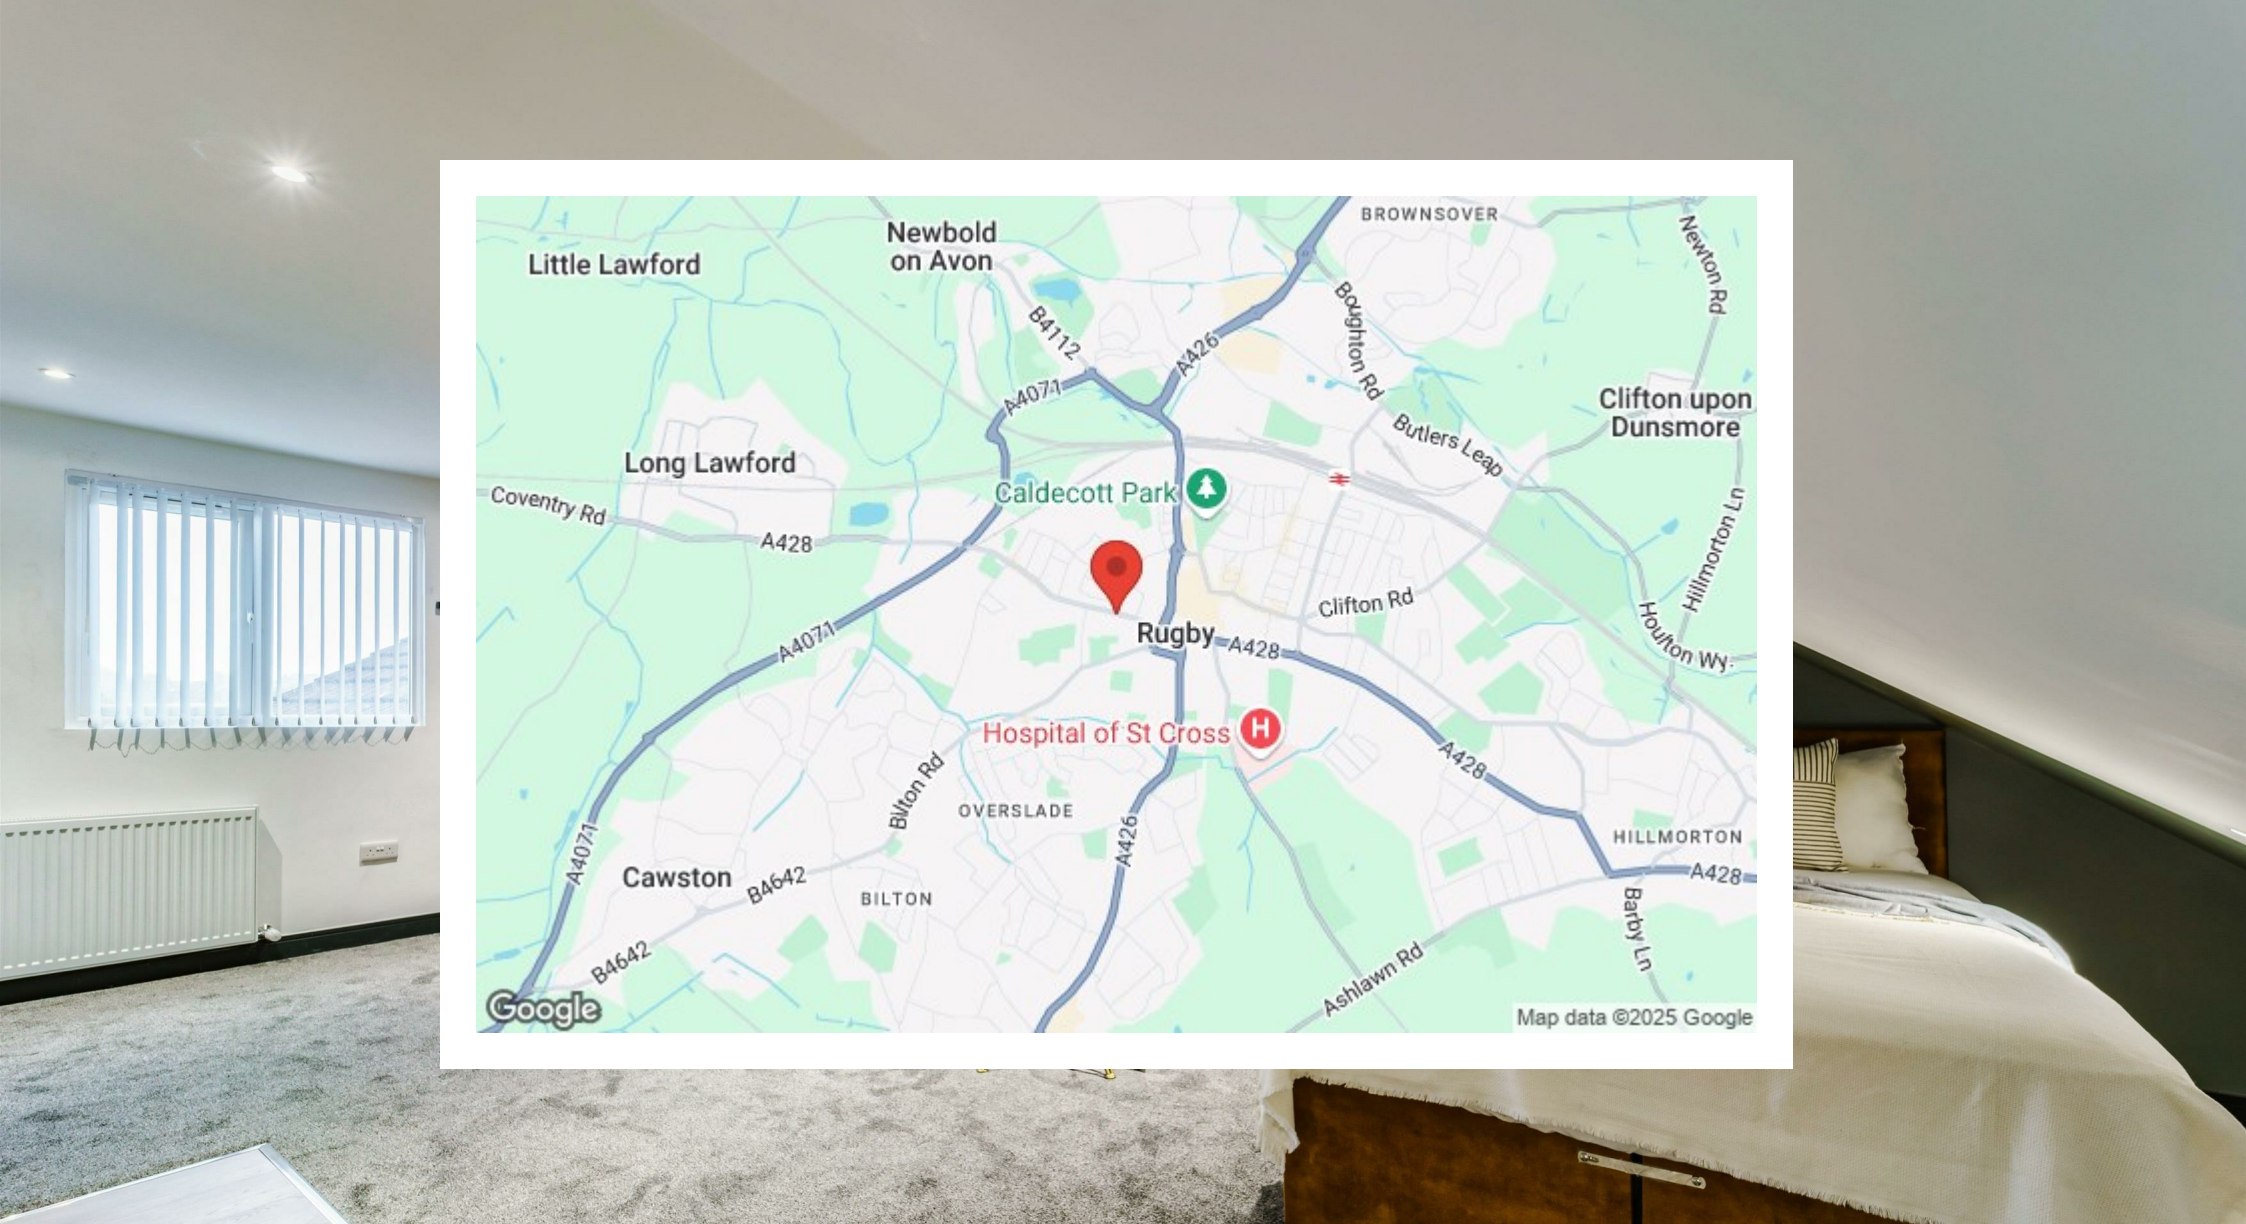 BROWNSOVER
Newbold
on Avon
Little Lawford
Newton Rd
B4112
Boughton Rd
A426
A4071
Clifton upon
Dunsmore
Butlers Leap
Long Lawford
Caldecott Park
Coventry Rd
A428
Hillmorton Ln
Clifton Rd
Rugby
A428
A4071
Houlton Wy.
Hospital of St Cross
H
A428
Bilton Rd
OVERSLADE
A426
HILLMORTON
A4071
Cawston
B4642
A428
BILTON
Barby Ln
B4642
Ashlawn Rd
Google
Map data ©2025 Google